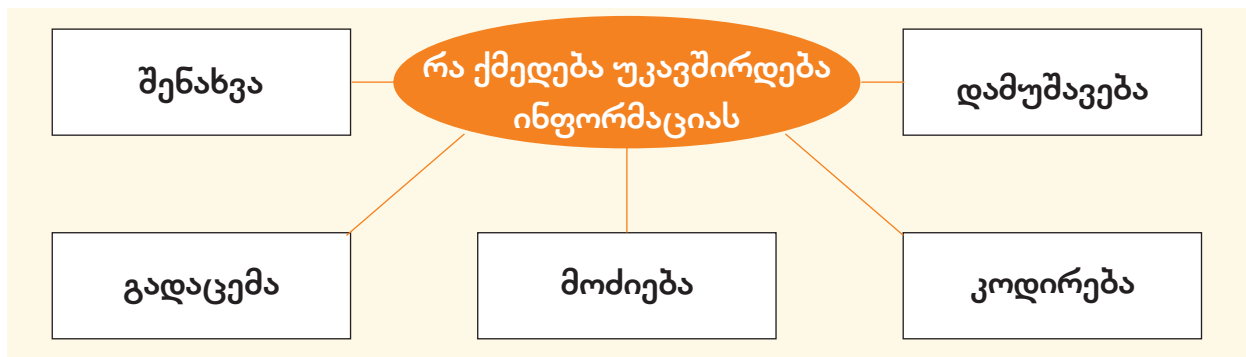 შენახვა
რა ქმედება უკავშირდება
ინფორმაციას
დამუშავება
გადაცემა
მოძიება
კოდირება